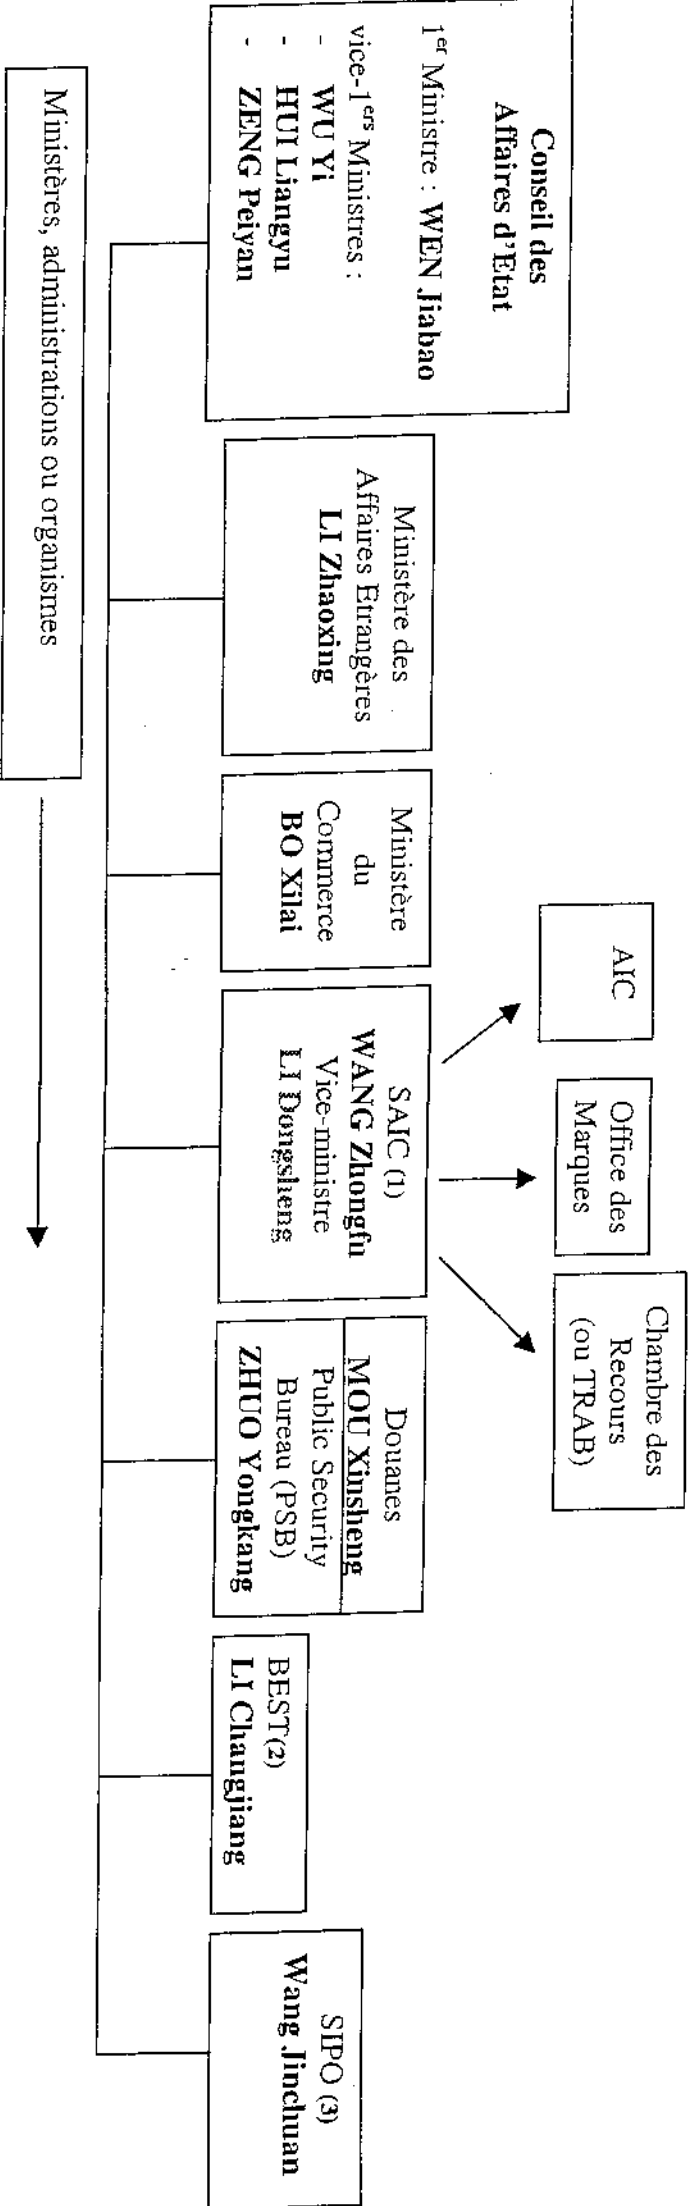 Conseil des
Affaires d'Etat
1er Ministre : WEN Jiabao
vice-1ers Ministres :
- WU Yi
- HUI Liangyu
- ZENG Peiyan
Ministères, administrations ou organismes
Ministère des
Affaires Etrangères
LI Zhaoxing
Ministère
du
Commerce
BO Xilai
SAIC (1)
WANG Zhongfu
Vice-ministre
LI Dongsheng
AIC
Office des
Marques
Chambre des
Recours
(ou TRAB)
Douanes
MOU Xinsheng
Public Security
Bureau (PSB)
ZHUO Yongkang
BEST(2)
LI Changjiang
SIPO (3)
Wang Jinchuan